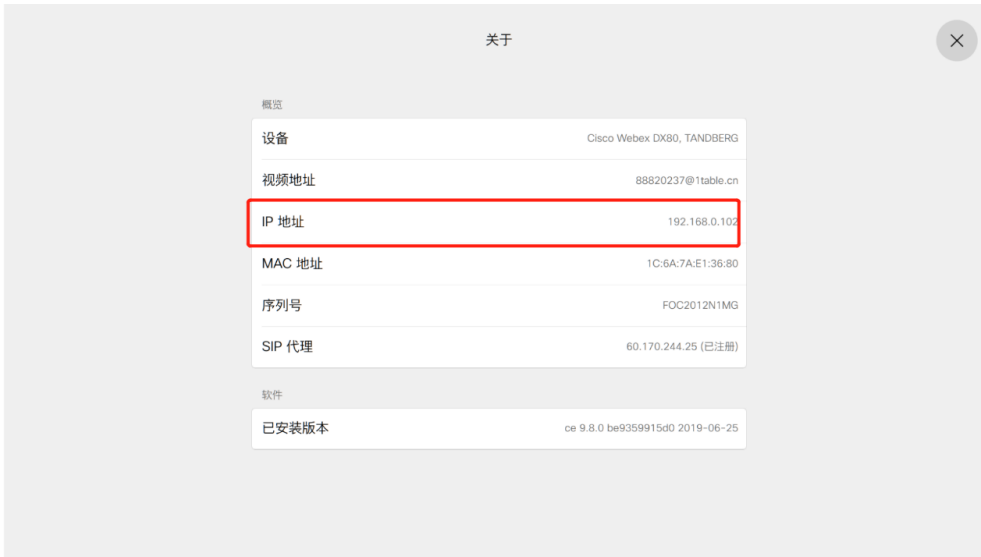 关于
概览
设备 Cisco Webex DX80, TANDBERG
视频地址 88820237@1table.cn
IP 地址 192.168.0.102
MAC 地址 1C:6A:7A:E1:36:80
序列号 FOC2012N1MG
SIP 代理 60.170.244.25 (已注册)
软件
已安装版本 ce 9.8.0 be9359915d0 2019-06-25